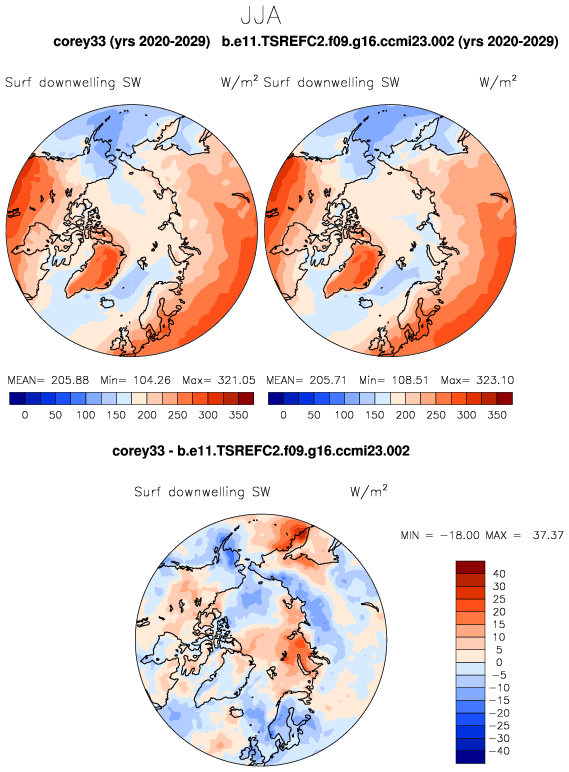 JJA
corey33 (yrs 2020-2029) b.e11.TSREFC2.f09.g16.ccmi23.002 (yrs 2020-2029)
Surf downwelling SW W/m² Surf downwelling SW W/m²
MEAN= 205.88 Min= 104.26 Max= 321.05 MEAN= 205.71 Min= 108.51 Max= 323.10
0 50 100 150 200 250 300 350 0 50 100 150 200 250 300 350
corey33 - b.e11.TSREFC2.f09.g16.ccmi23.002
Surf downwelling SW W/m²
MIN = -18.00 MAX = 37.37
40
30
25
20
15
10
5
0
-5
-10
-15
-20
-25
-30
-40